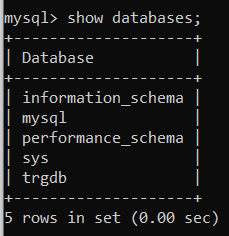 mysql> show databases;
+--------------------+
| Database           |
+--------------------+
| information_schema |
| mysql              |
| performance_schema |
| sys                |
| trgdb              |
+--------------------+
5 rows in set (0.00 sec)